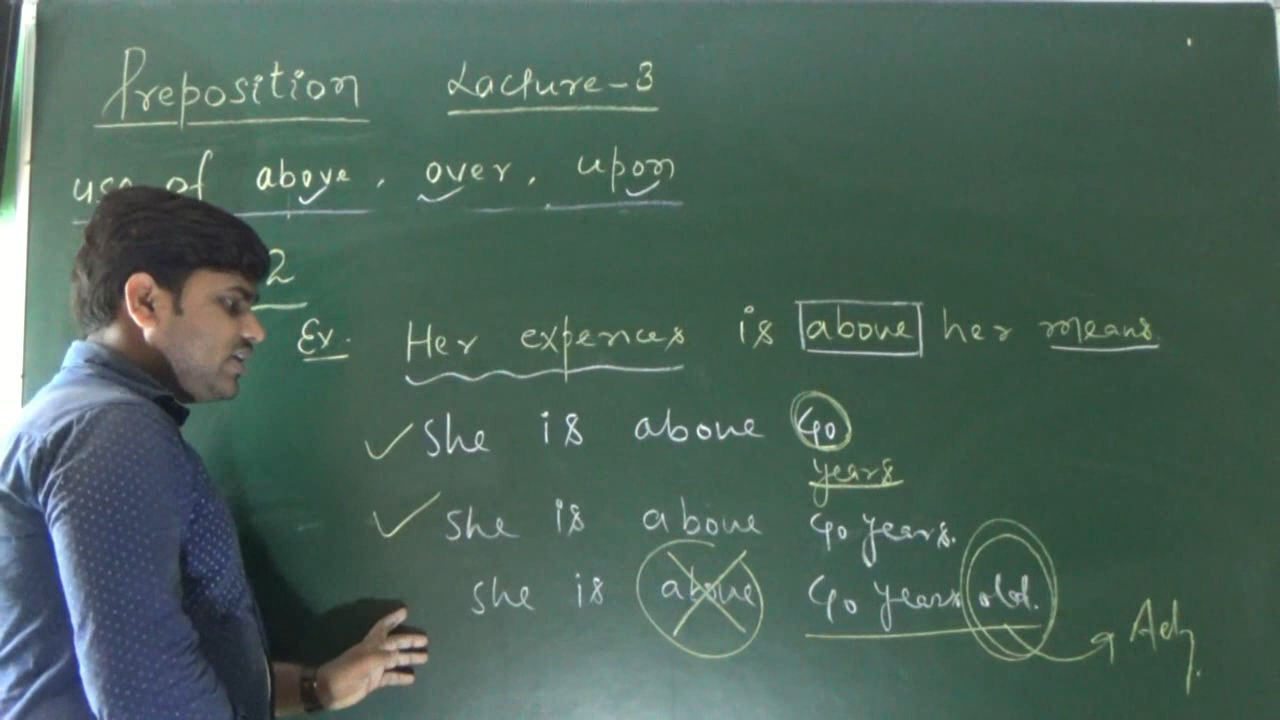 Preposition Lacture-3
use of above, over, upon
2
Ex. Her expences is above her means.
She is above 40
years
She is above 40 years.
she is above 40 years old.
Adj.